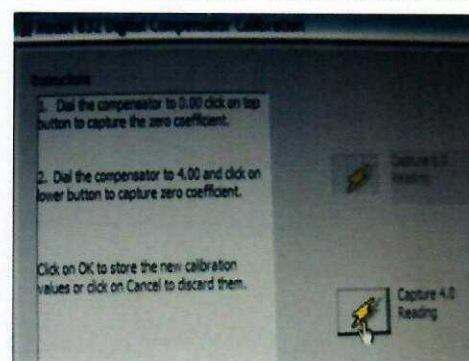 Model 832 Digital Compensator Calibration
Instructions
1. Dial the compensator to 0.00 click on top
button to capture the zero coefficient.
2. Dial the compensator to 4.00 and click on
lower button to capture zero coefficient.
Click on OK to store the new calibration
values or click on Cancel to discard them.
Capture 0.0
Reading
Capture 4.0
Reading